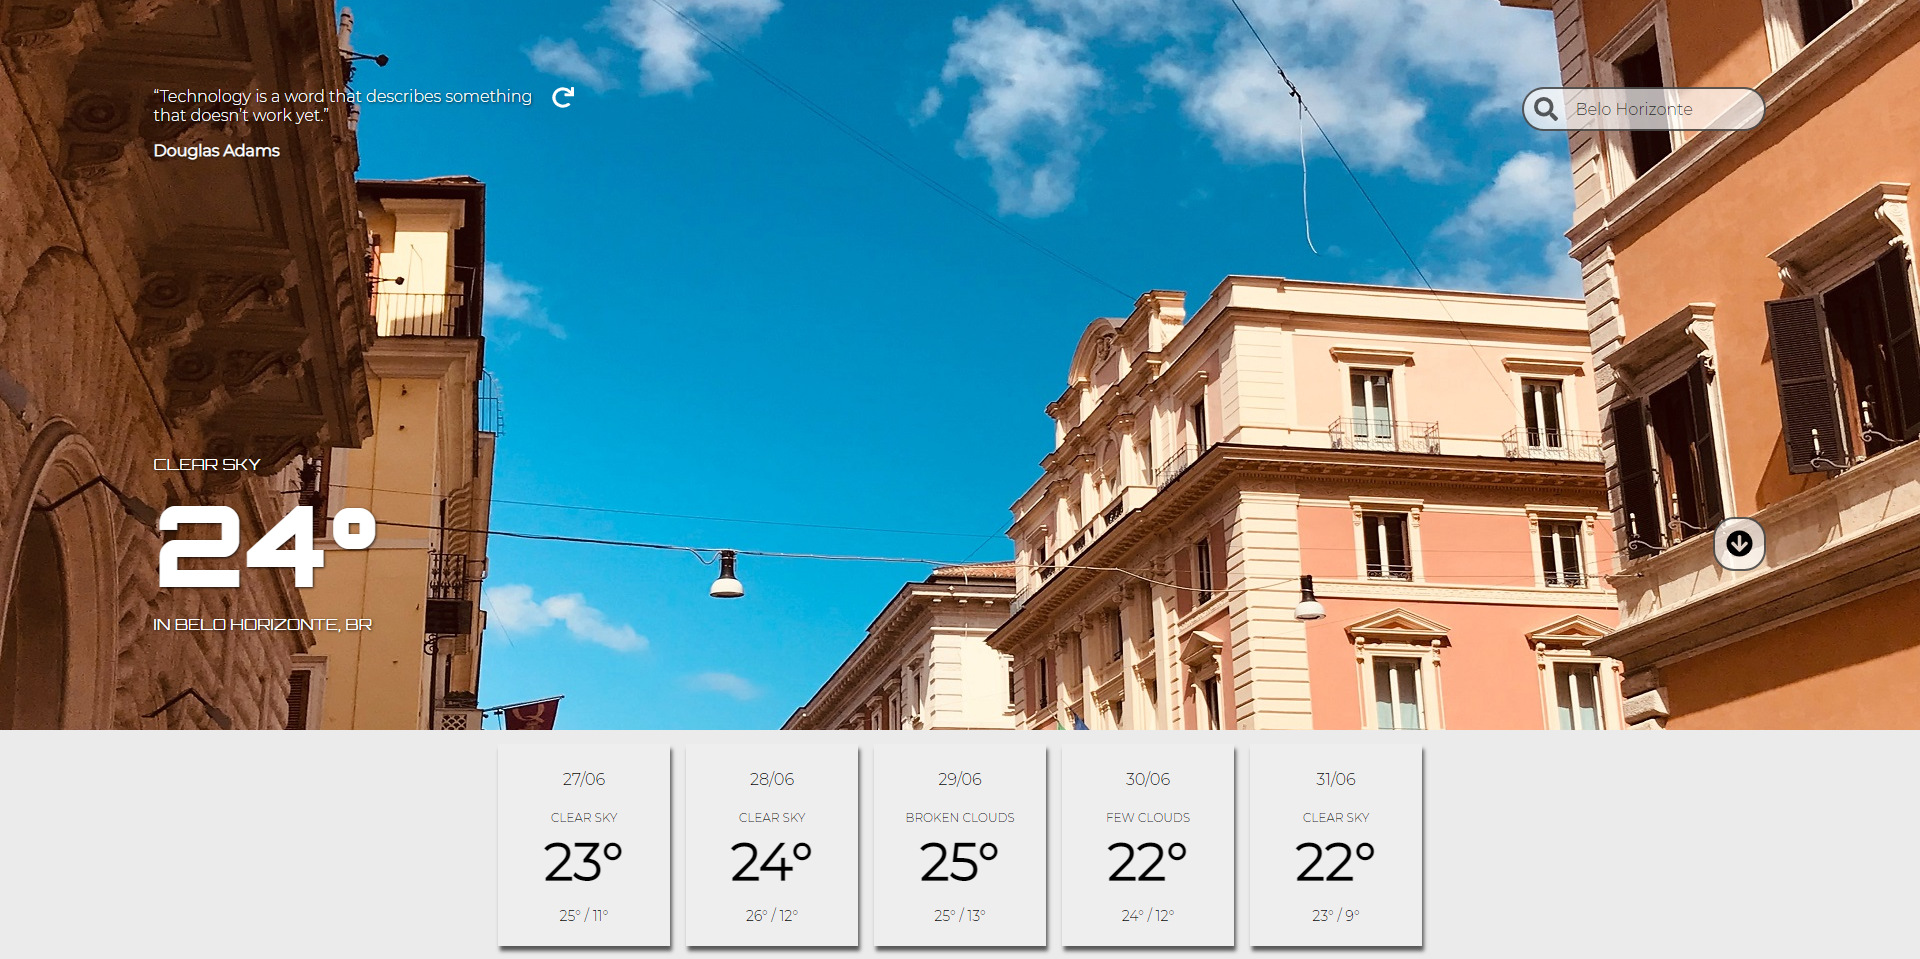 “Technology is a word that describes something
that doesn’t work yet.”
Douglas Adams
Belo Horizonte
CLEAR SKY
24°
IN BELO HORIZONTE, BR
27/06
CLEAR SKY
23°
25° / 11°
28/06
CLEAR SKY
24°
26° / 12°
29/06
BROKEN CLOUDS
25°
25° / 13°
30/06
FEW CLOUDS
22°
24° / 12°
31/06
CLEAR SKY
22°
23° / 9°